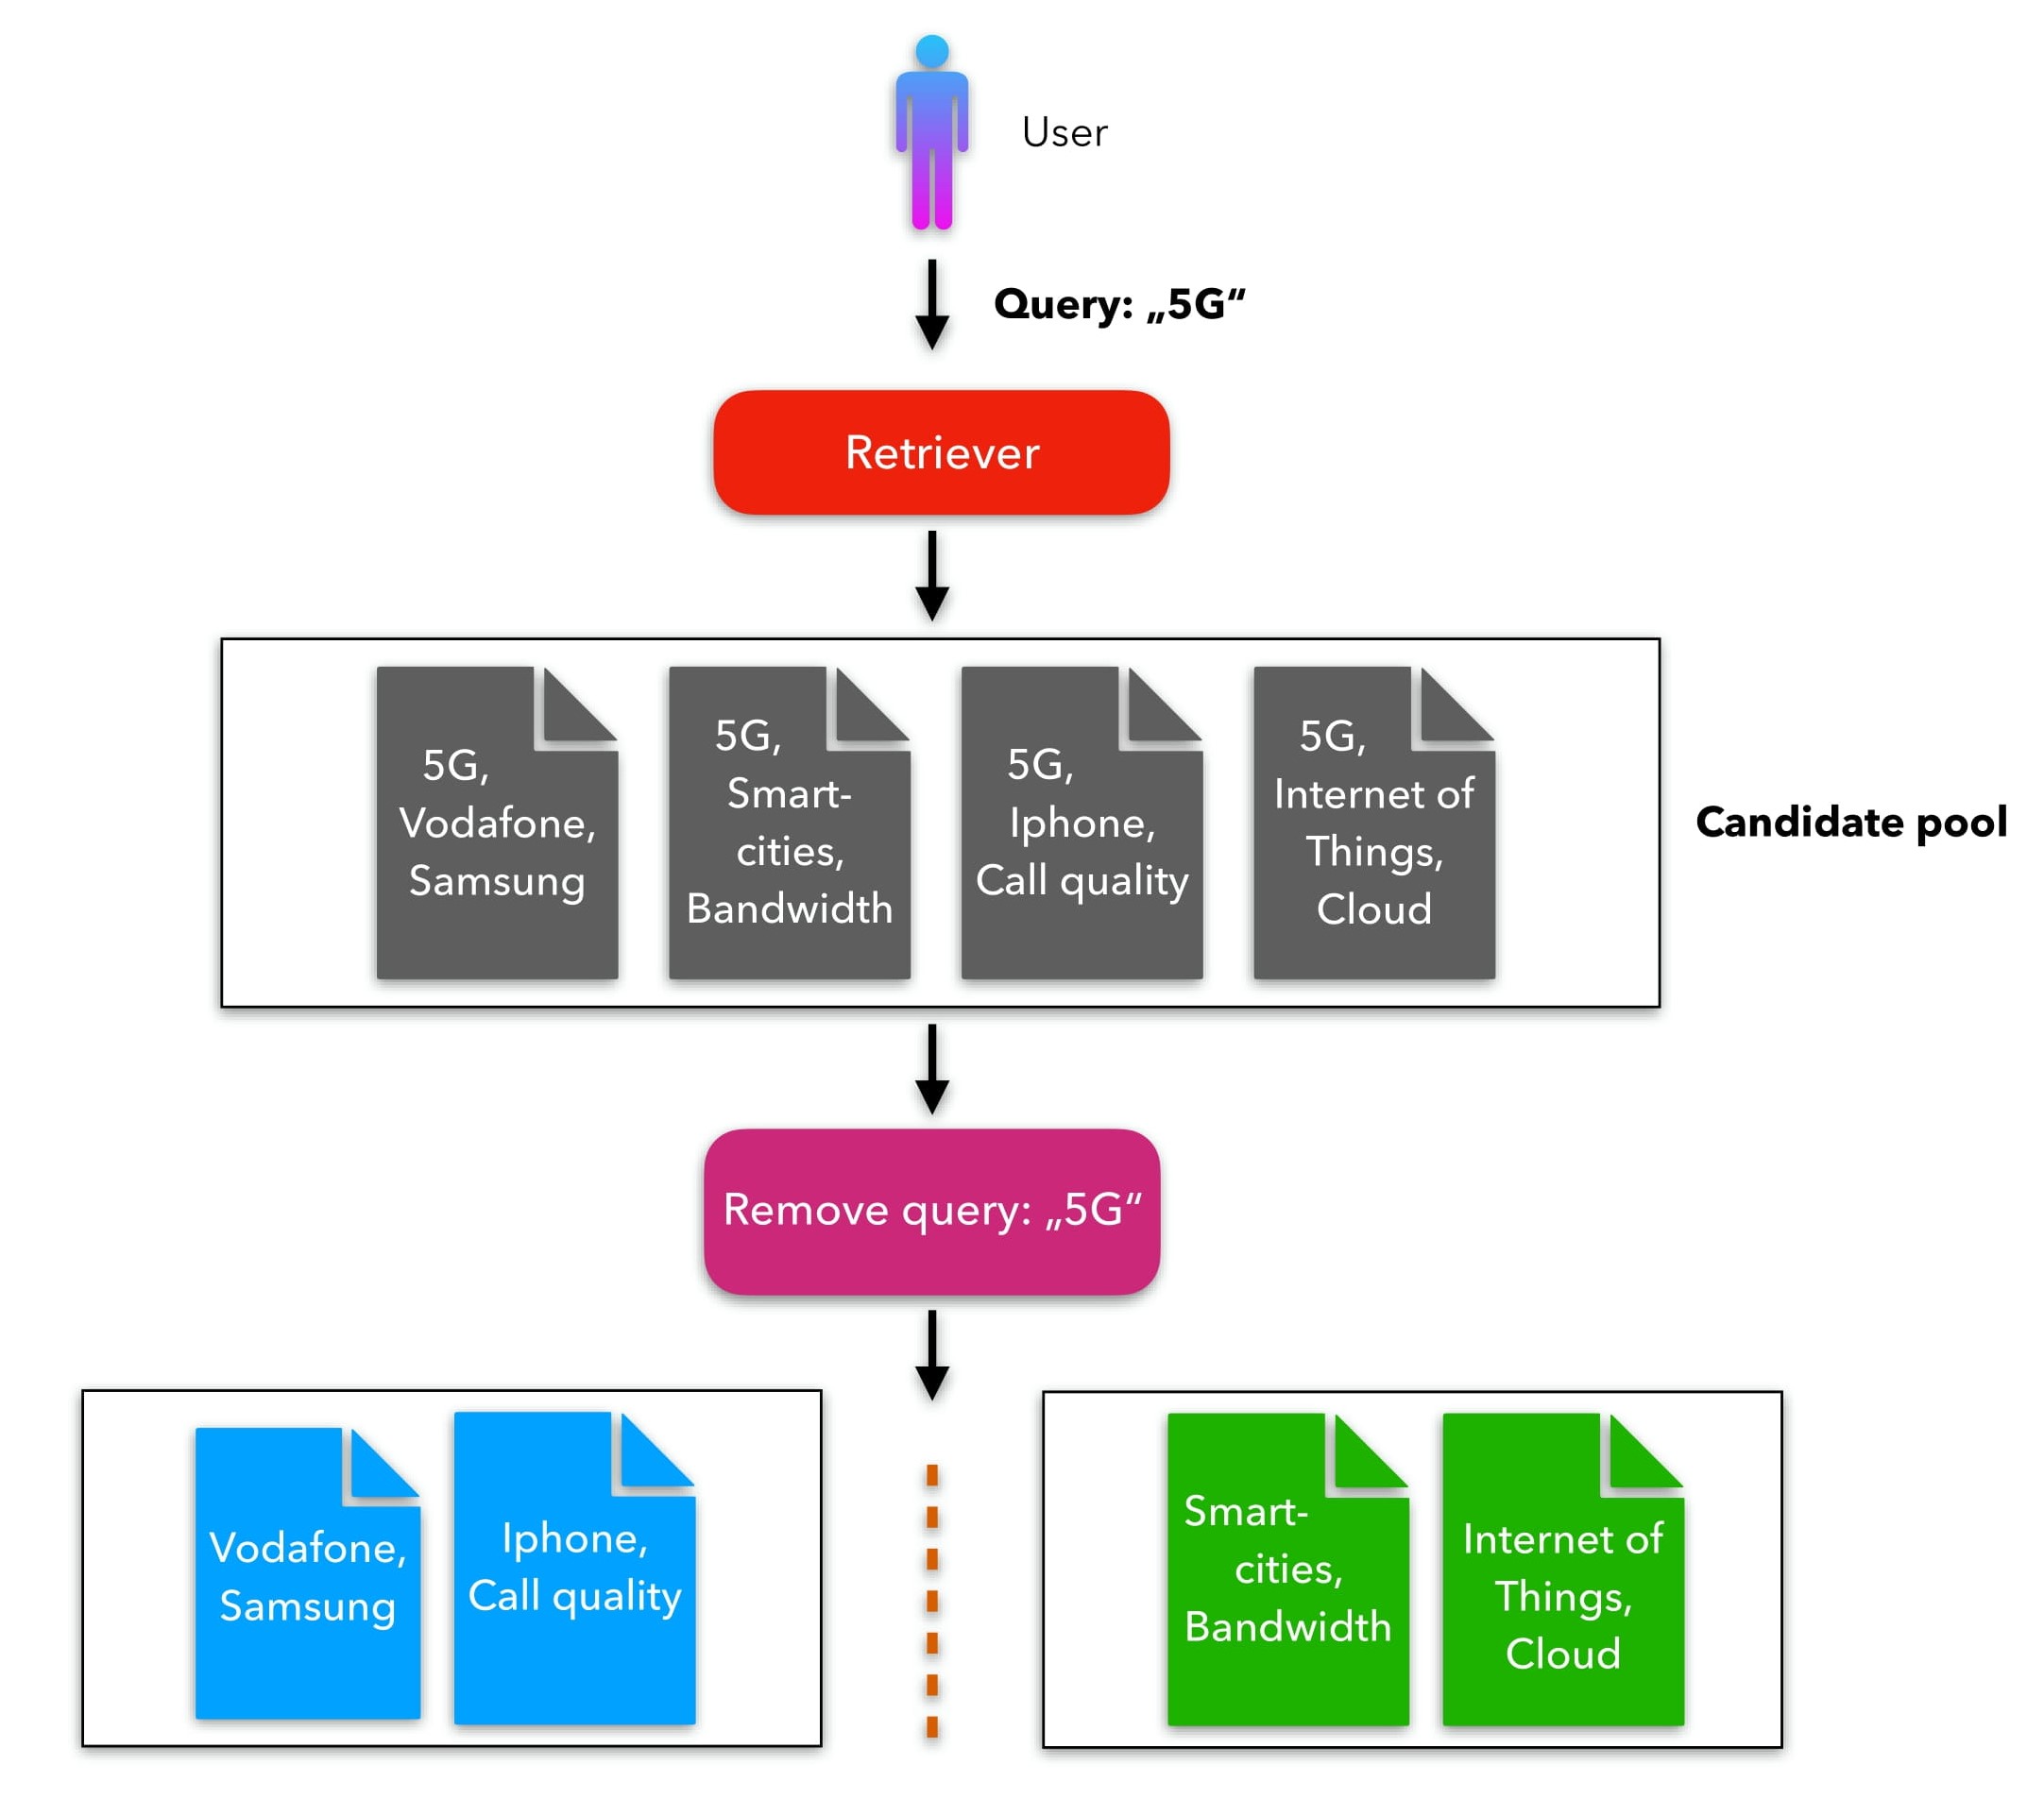 User
Query: „5G“
Retriever
5G,
Vodafone,
Samsung
5G,
Smart-
cities,
Bandwidth
5G,
Iphone,
Call quality
5G,
Internet of
Things,
Cloud
Candidate pool
Remove query: „5G“
Vodafone,
Samsung
Iphone,
Call quality
Smart-
cities,
Bandwidth
Internet of
Things,
Cloud